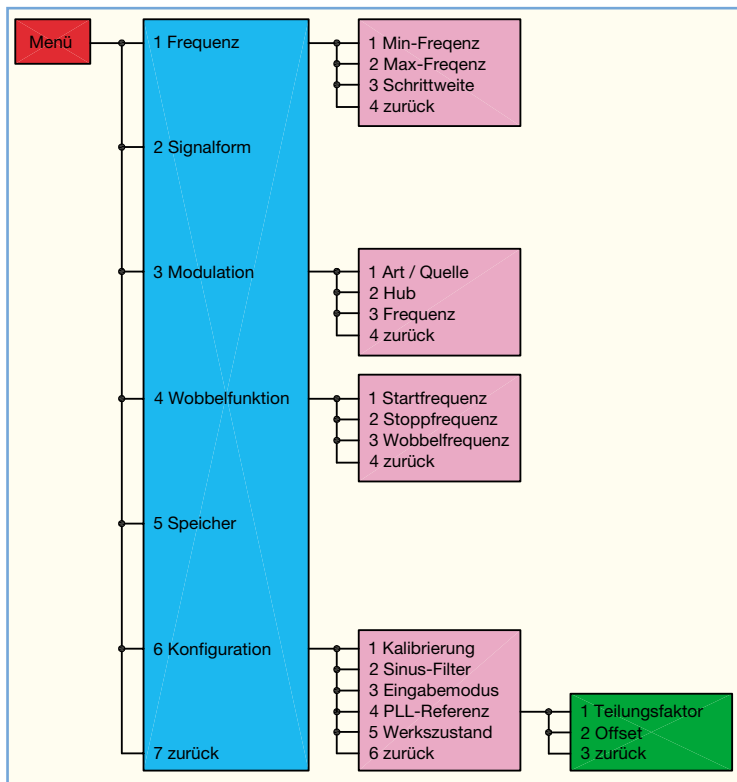 Menü
1 Frequenz
1 Min-Freqenz
2 Max-Freqenz
3 Schrittweite
4 zurück
2 Signalform
3 Modulation
1 Art / Quelle
2 Hub
3 Frequenz
4 zurück
4 Wobbelfunktion
1 Startfrequenz
2 Stoppfrequenz
3 Wobbelfrequenz
4 zurück
5 Speicher
6 Konfiguration
1 Kalibrierung
2 Sinus-Filter
3 Eingabemodus
4 PLL-Referenz
5 Werkszustand
6 zurück
1 Teilungsfaktor
2 Offset
3 zurück
7 zurück